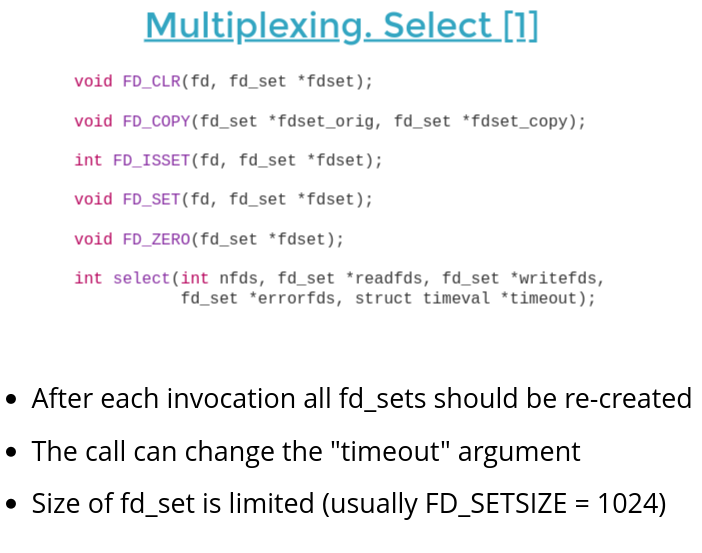 Multiplexing. Select [1]
void FD_CLR(fd, fd_set *fdset);
void FD_COPY(fd_set *fdset_orig, fd_set *fdset_copy);
int FD_ISSET(fd, fd_set *fdset);
void FD_SET(fd, fd_set *fdset);
void FD_ZERO(fd_set *fdset);
int select(int nfds, fd_set *readfds, fd_set *writefds,
fd_set *errorfds, struct timeval *timeout);
• After each invocation all fd_sets should be re-created
• The call can change the "timeout" argument
• Size of fd_set is limited (usually FD_SETSIZE = 1024)